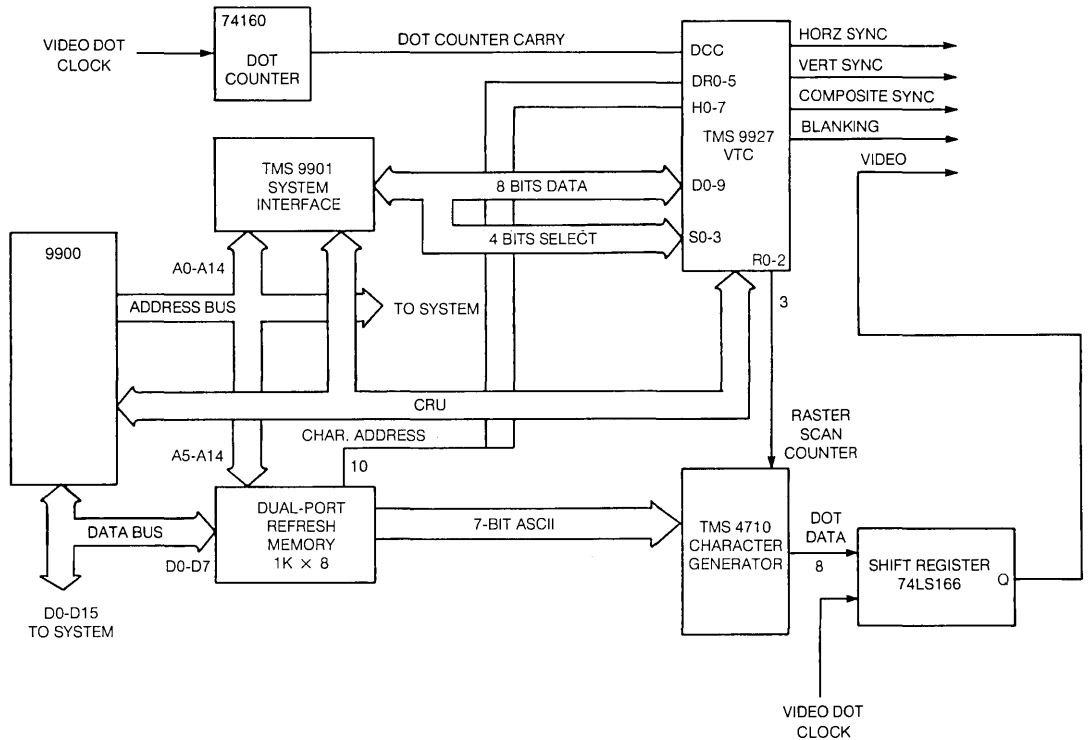 74160
VIDEO DOT
CLOCK
DOT
COUNTER
DOT COUNTER CARRY
DCC
DR0-5
H0-7
TMS 9927
VTC
D0-9
S0-3
R0-2
HORZ SYNC
VERT SYNC
COMPOSITE SYNC
BLANKING
VIDEO
TMS 9901
SYSTEM
INTERFACE
8 BITS DATA
4 BITS SELECT
9900
A0-A14
ADDRESS BUS
TO SYSTEM
3
CRU
CHAR. ADDRESS
10
RASTER
SCAN
COUNTER
A5-A14
DUAL-PORT
REFRESH
MEMORY
1K × 8
DATA BUS
D0-D7
D0-D15
TO SYSTEM
7-BIT ASCII
TMS 4710
CHARACTER
GENERATOR
DOT
DATA
8
SHIFT REGISTER
74LS166
Q
VIDEO DOT
CLOCK